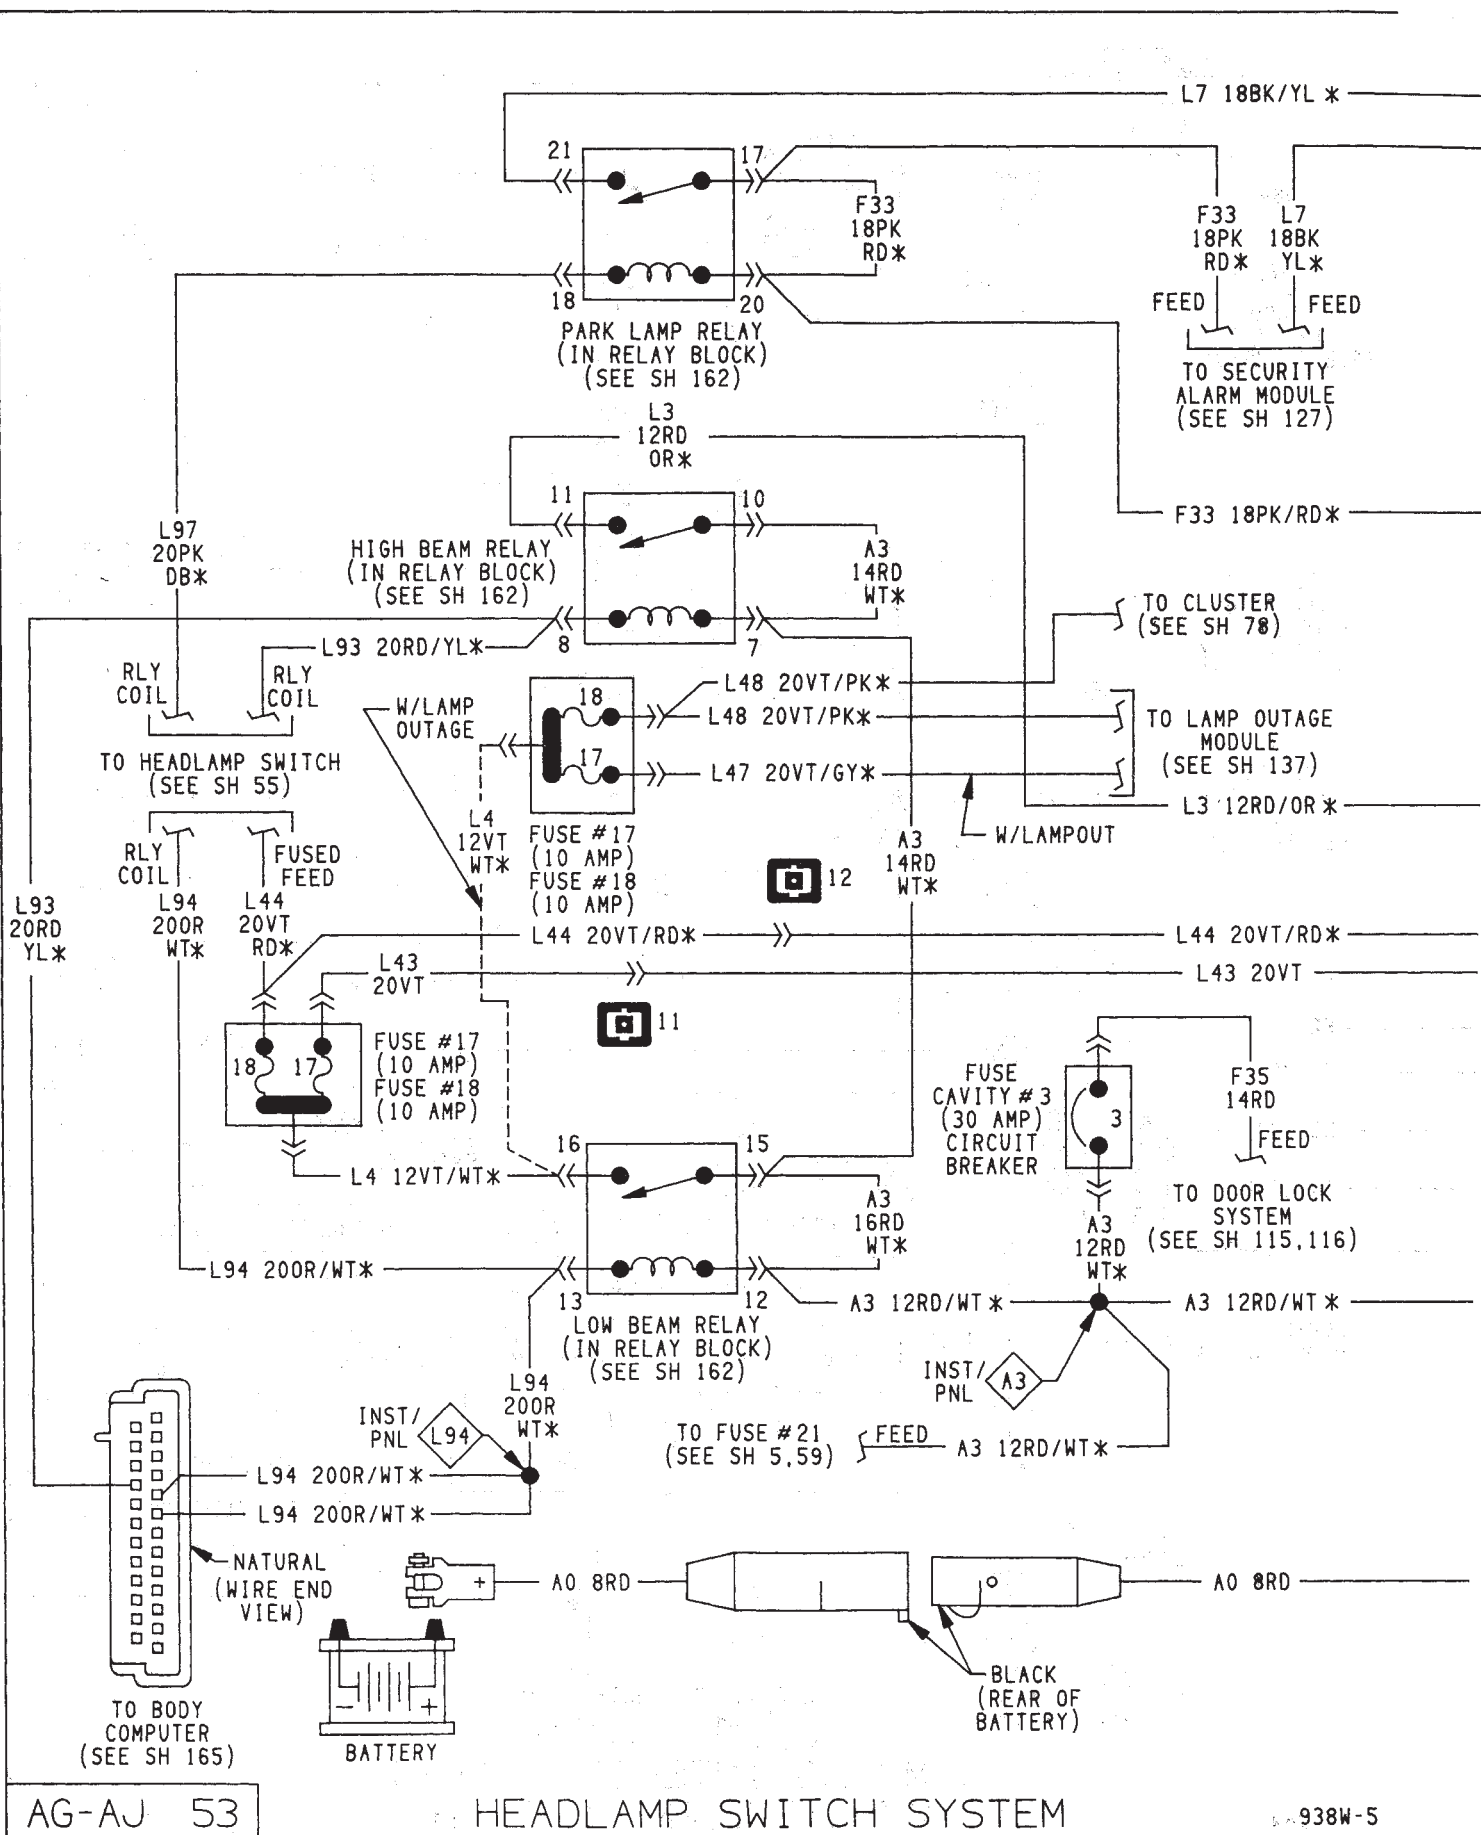 L7 18BK/YL *
21
17
F33
18PK
RD*
F33
18PK
RD*
L7
18BK
YL*
18
20
FEED
FEED
PARK LAMP RELAY
(IN RELAY BLOCK)
(SEE SH 162)
TO SECURITY
ALARM MODULE
(SEE SH 127)
L3
12RD
OR*
11
10
L97
20PK
DB*
HIGH BEAM RELAY
(IN RELAY BLOCK)
(SEE SH 162)
A3
14RD
WT*
F33 18PK/RD*
8
7
TO CLUSTER
(SEE SH 78)
L93 20RD/YL*
RLY
COIL
RLY
COIL
W/LAMP
OUTAGE
18
17
L48 20VT/PK*
L48 20VT/PK*
L47 20VT/GY*
TO LAMP OUTAGE
MODULE
(SEE SH 137)
TO HEADLAMP SWITCH
(SEE SH 55)
L3 12RD/OR *
W/LAMPOUT
L4
12VT
WT*
FUSE #17
(10 AMP)
FUSE #18
(10 AMP)
A3
14RD
WT*
12
RLY
COIL
FUSED
FEED
L93
20RD
YL*
L94
20OR
WT*
L44
20VT
RD*
L44 20VT/RD*
L44 20VT/RD*
L43
20VT
L43 20VT
11
18
17
FUSE #17
(10 AMP)
FUSE #18
(10 AMP)
FUSE
CAVITY #3
(30 AMP)
CIRCUIT
BREAKER
3
F35
14RD
FEED
TO DOOR LOCK
SYSTEM
(SEE SH 115,116)
16
15
L4 12VT/WT*
A3
16RD
WT*
A3
12RD
WT*
L94 20OR/WT*
13
12
A3 12RD/WT *
A3 12RD/WT *
LOW BEAM RELAY
(IN RELAY BLOCK)
(SEE SH 162)
L94
20OR
WT*
INST/
PNL
L94
INST/
PNL
A3
TO FUSE #21
(SEE SH 5,59)
FEED
A3 12RD/WT*
L94 20OR/WT*
L94 20OR/WT*
NATURAL
(WIRE END
VIEW)
+
A0 8RD
A0 8RD
BLACK
(REAR OF
BATTERY)
- +
BATTERY
TO BODY
COMPUTER
(SEE SH 165)
AG-AJ 53
HEADLAMP SWITCH SYSTEM
938W-5